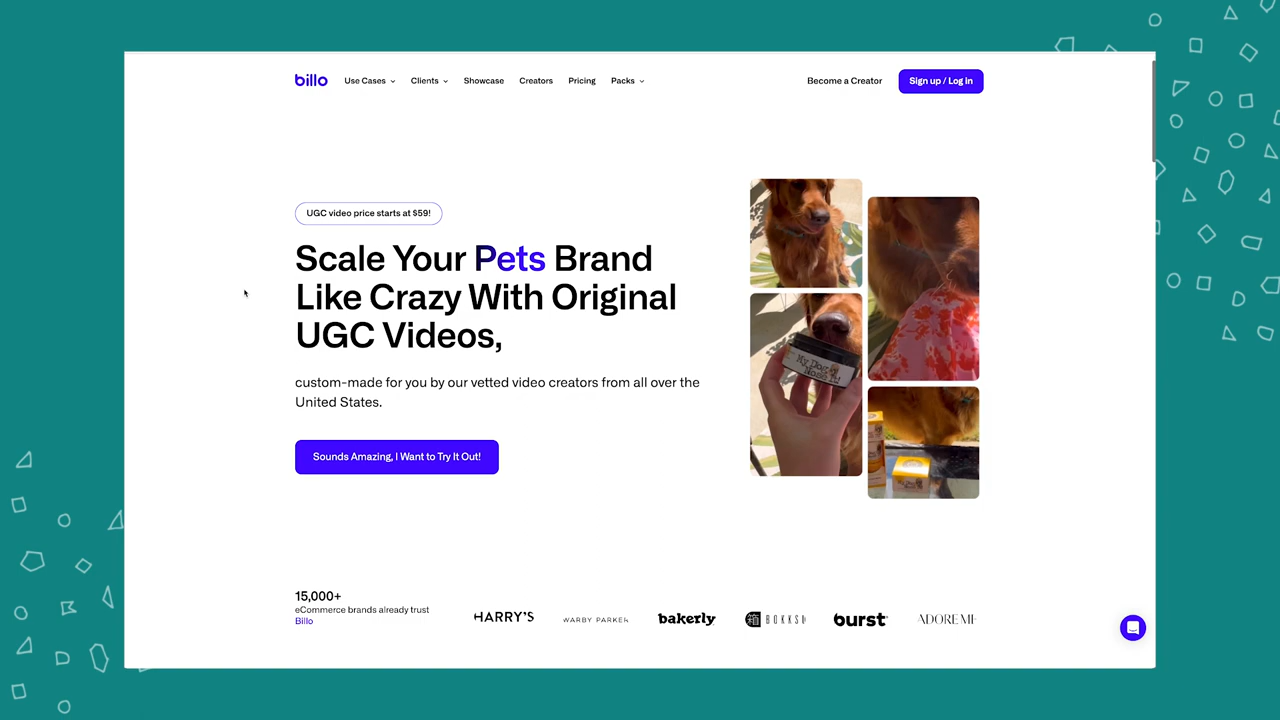 billo
Use Cases
Clients
Showcase
Creators
Pricing
Packs
Become a Creator
Sign up / Log in
UGC video price starts at $59!
Scale Your Pets Brand
Like Crazy With Original
UGC Videos,
custom-made for you by our vetted video creators from all over the
United States.
Sounds Amazing, I Want to Try It Out!
My Dog's
15,000+
eCommerce brands already trust
Billo
HARRY'S
WARBY PARKER
bakerly
BOKKSU
burst
ADORE ME